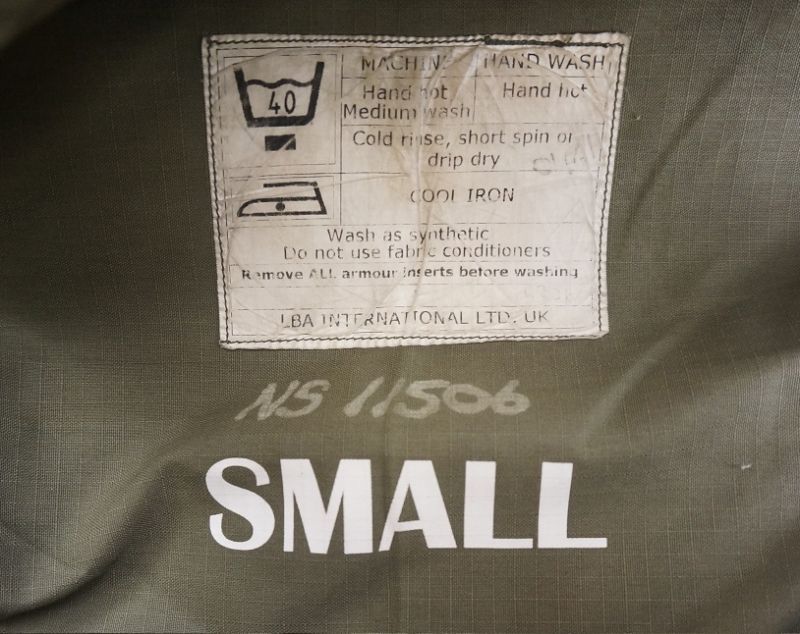 MACHINE HAND WASH
40
Hand hot Hand hot
Medium wash
Cold rinse, short spin or
drip dry
COOL IRON
Wash as synthetic
Do not use fabric conditioners
Remove ALL armour inserts before washing
LBA INTERNATIONAL LTD. UK
NS 11506
SMALL